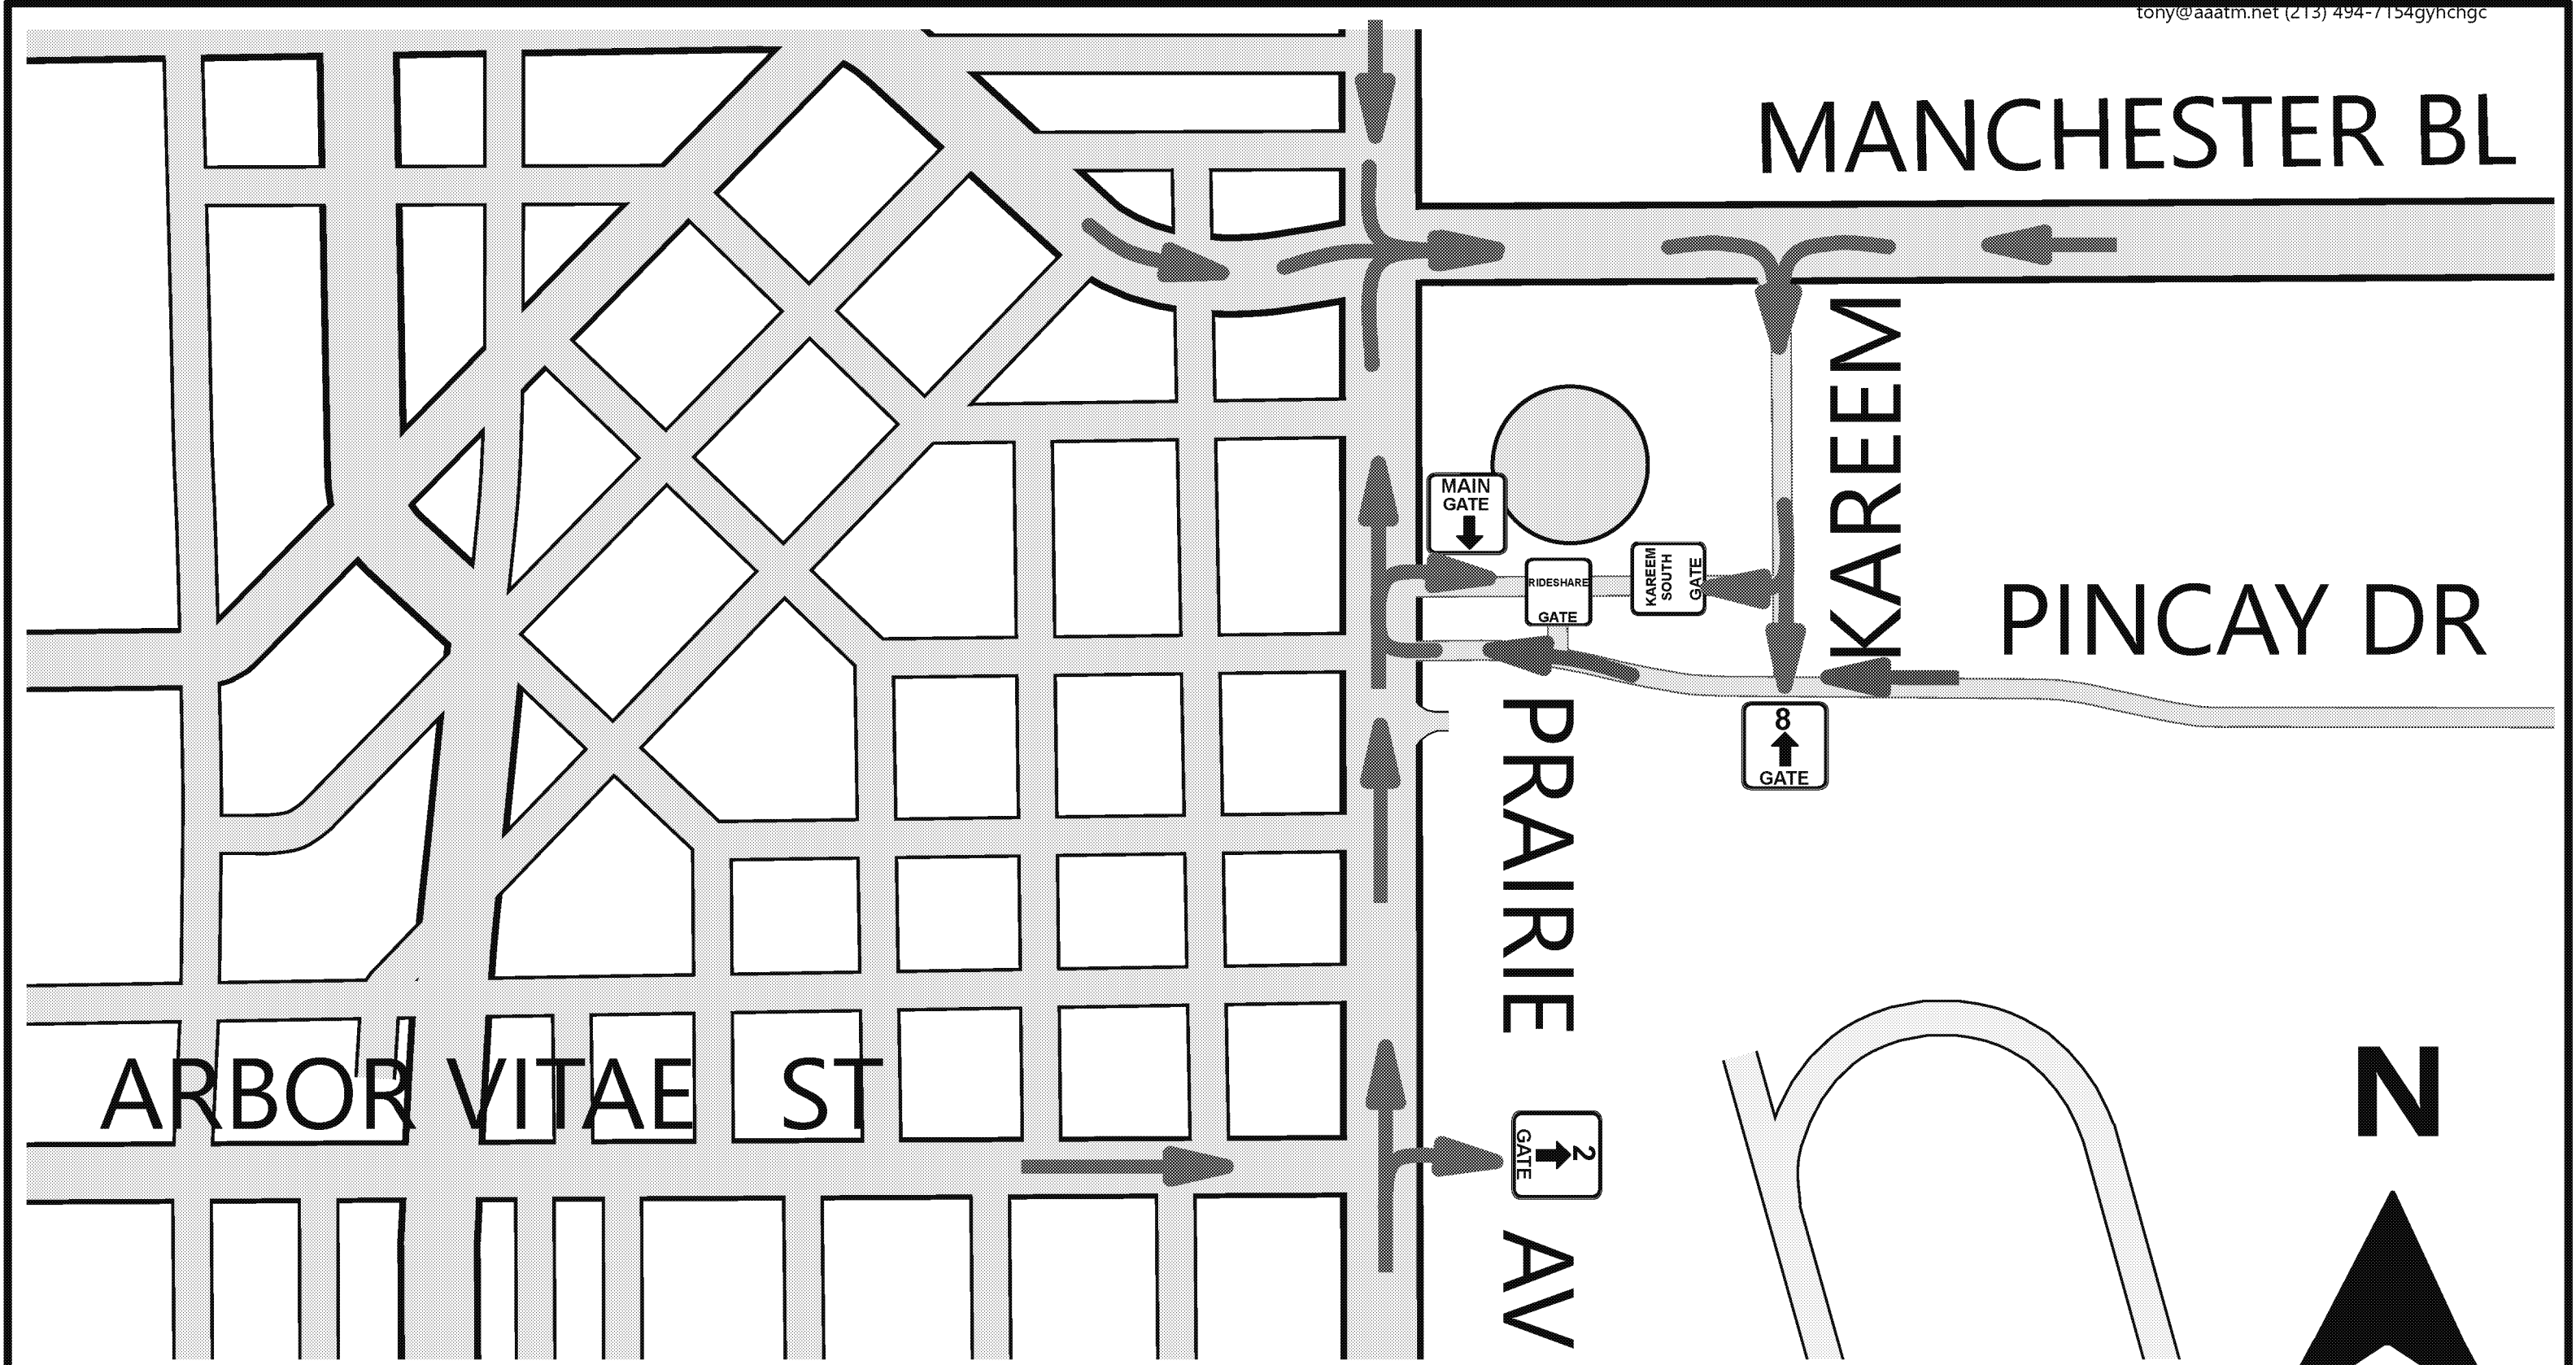 tony@aaatm.net (213) 494-7154gyhchgc
MANCHESTER BL
KAREEM
MAIN
GATE
RIDESHARE
GATE
KAREEM
SOUTH
GATE
PINCAY DR
8
GATE
PRAIRIE AV
ARBOR VITAE ST
2
GATE
N